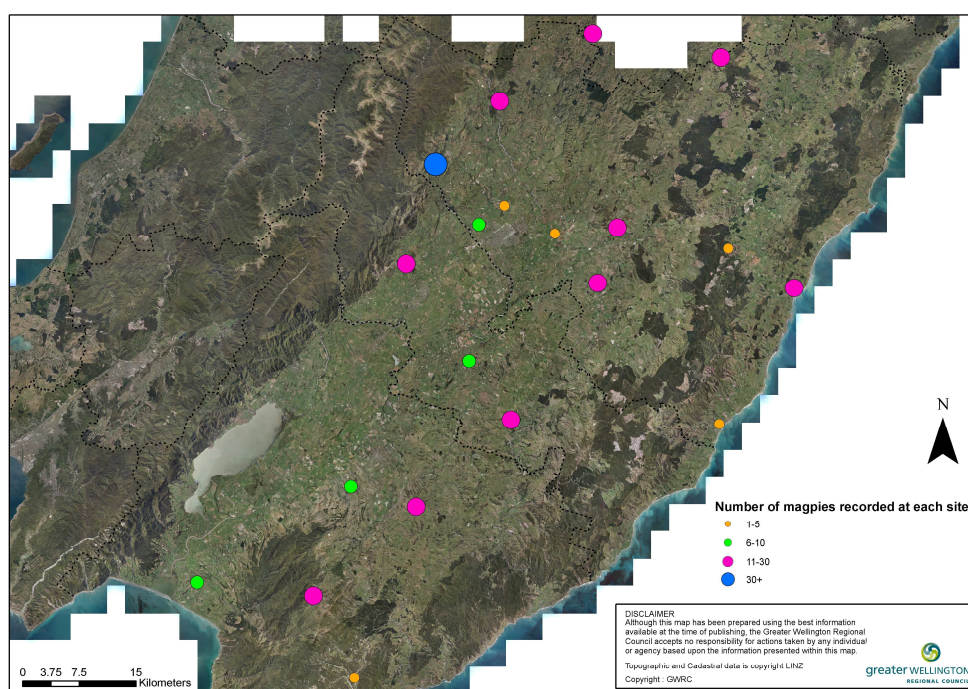 N
Number of magpies recorded at each site
1-5
6-10
11-30
30+
DISCLAIMER
Although this map has been prepared using the best information
available at the time of publishing, the Greater Wellington Regional
Council accepts no responsibility for actions taken by any individual
or agency based upon the information presented within this map.
Topographic and Cadastral data is copyright LINZ
Copyright : GWRC
greater WELLINGTON
REGIONAL COUNCIL
0 3.75 7.5 15
Kilometers